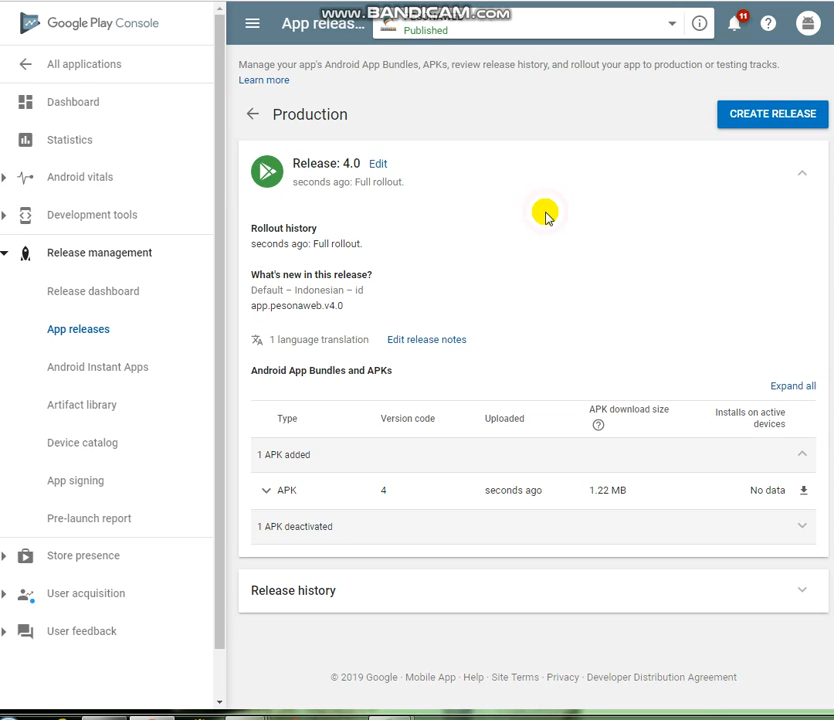 www.BANDICAM.com
Google Play Console
App releas...
Published
11
Manage your app's Android App Bundles, APKs, review release history, and rollout your app to production or testing tracks.
Learn more
All applications
Dashboard
Statistics
Android vitals
Development tools
Release management
Release dashboard
App releases
Android Instant Apps
Artifact library
Device catalog
App signing
Pre-launch report
Store presence
User acquisition
User feedback
Production
CREATE RELEASE
Release: 4.0 Edit
seconds ago: Full rollout.
Rollout history
seconds ago: Full rollout.
What's new in this release?
Default – Indonesian – id
app.pesonaweb.v4.0
1 language translation Edit release notes
Android App Bundles and APKs
Expand all
Type Version code Uploaded APK download size Installs on active devices
1 APK added
APK 4 seconds ago 1.22 MB No data
1 APK deactivated
Release history
© 2019 Google · Mobile App · Help · Site Terms · Privacy · Developer Distribution Agreement